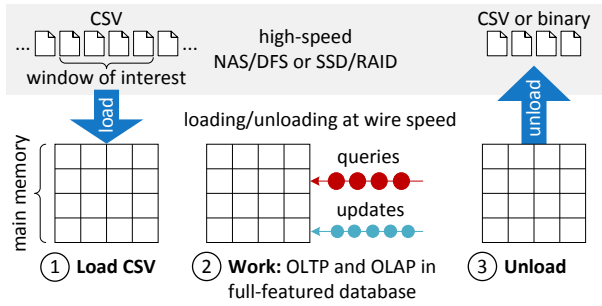 CSV
CSV or binary
... ...
high-speed
NAS/DFS or SSD/RAID
window of interest
load
unload
loading/unloading at wire speed
main memory
queries
updates
1 Load CSV
2 Work: OLTP and OLAP in
full-featured database
3 Unload